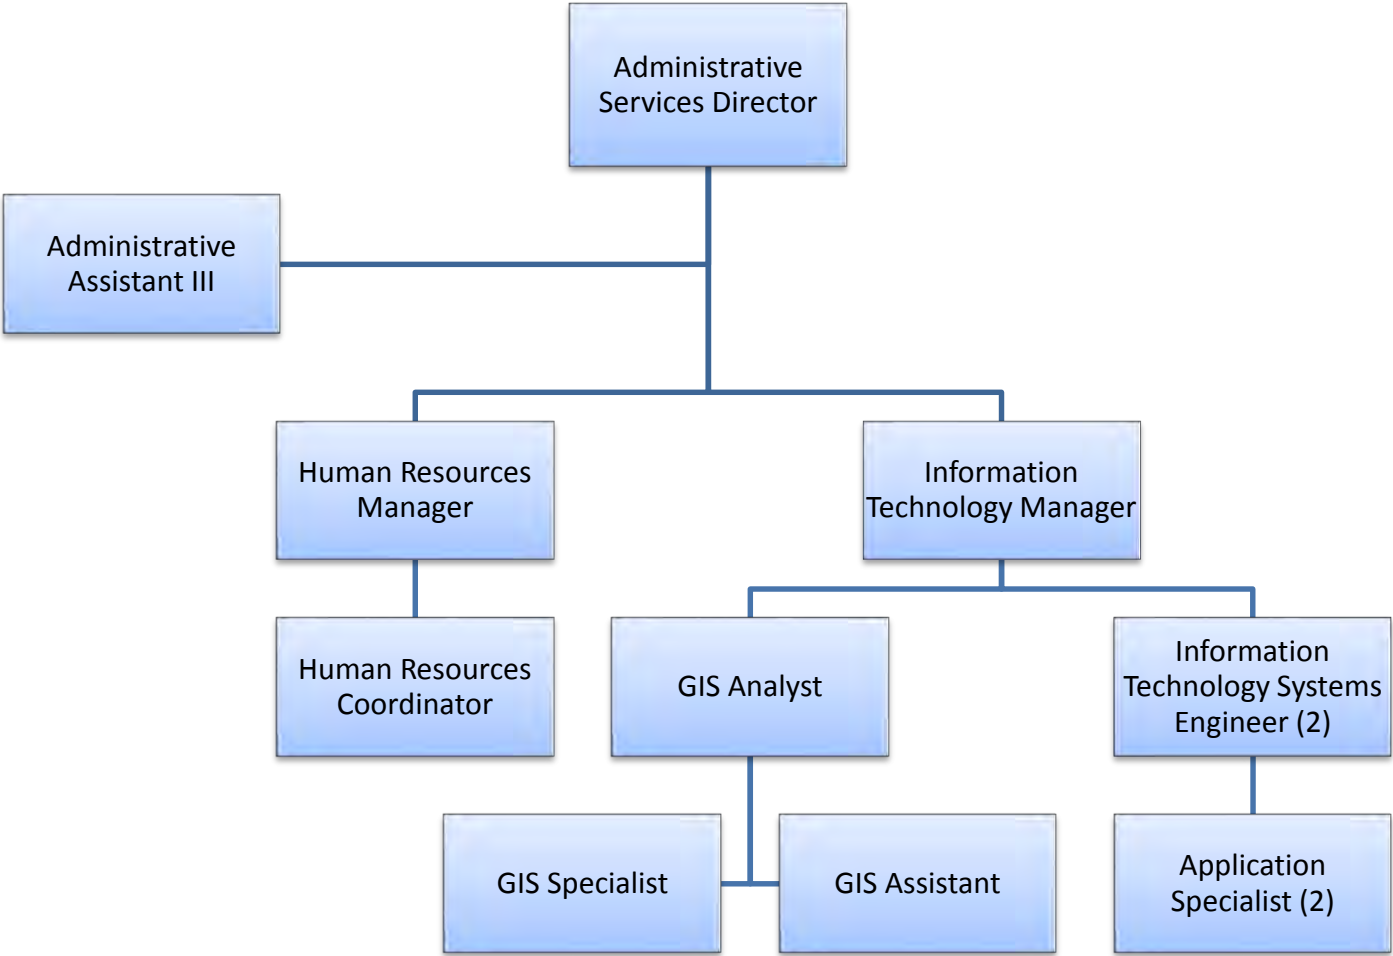 Administrative
Services Director
Administrative
Assistant III
Human Resources
Manager
Information
Technology Manager
Human Resources
Coordinator
GIS Analyst
Information
Technology Systems
Engineer (2)
GIS Specialist
GIS Assistant
Application
Specialist (2)